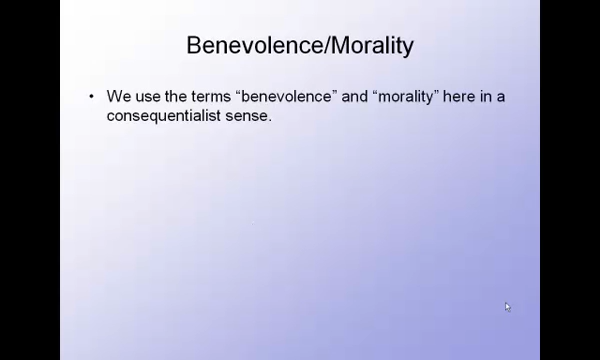 Benevolence/Morality
• We use the terms “benevolence” and “morality” here in a
consequentialist sense.